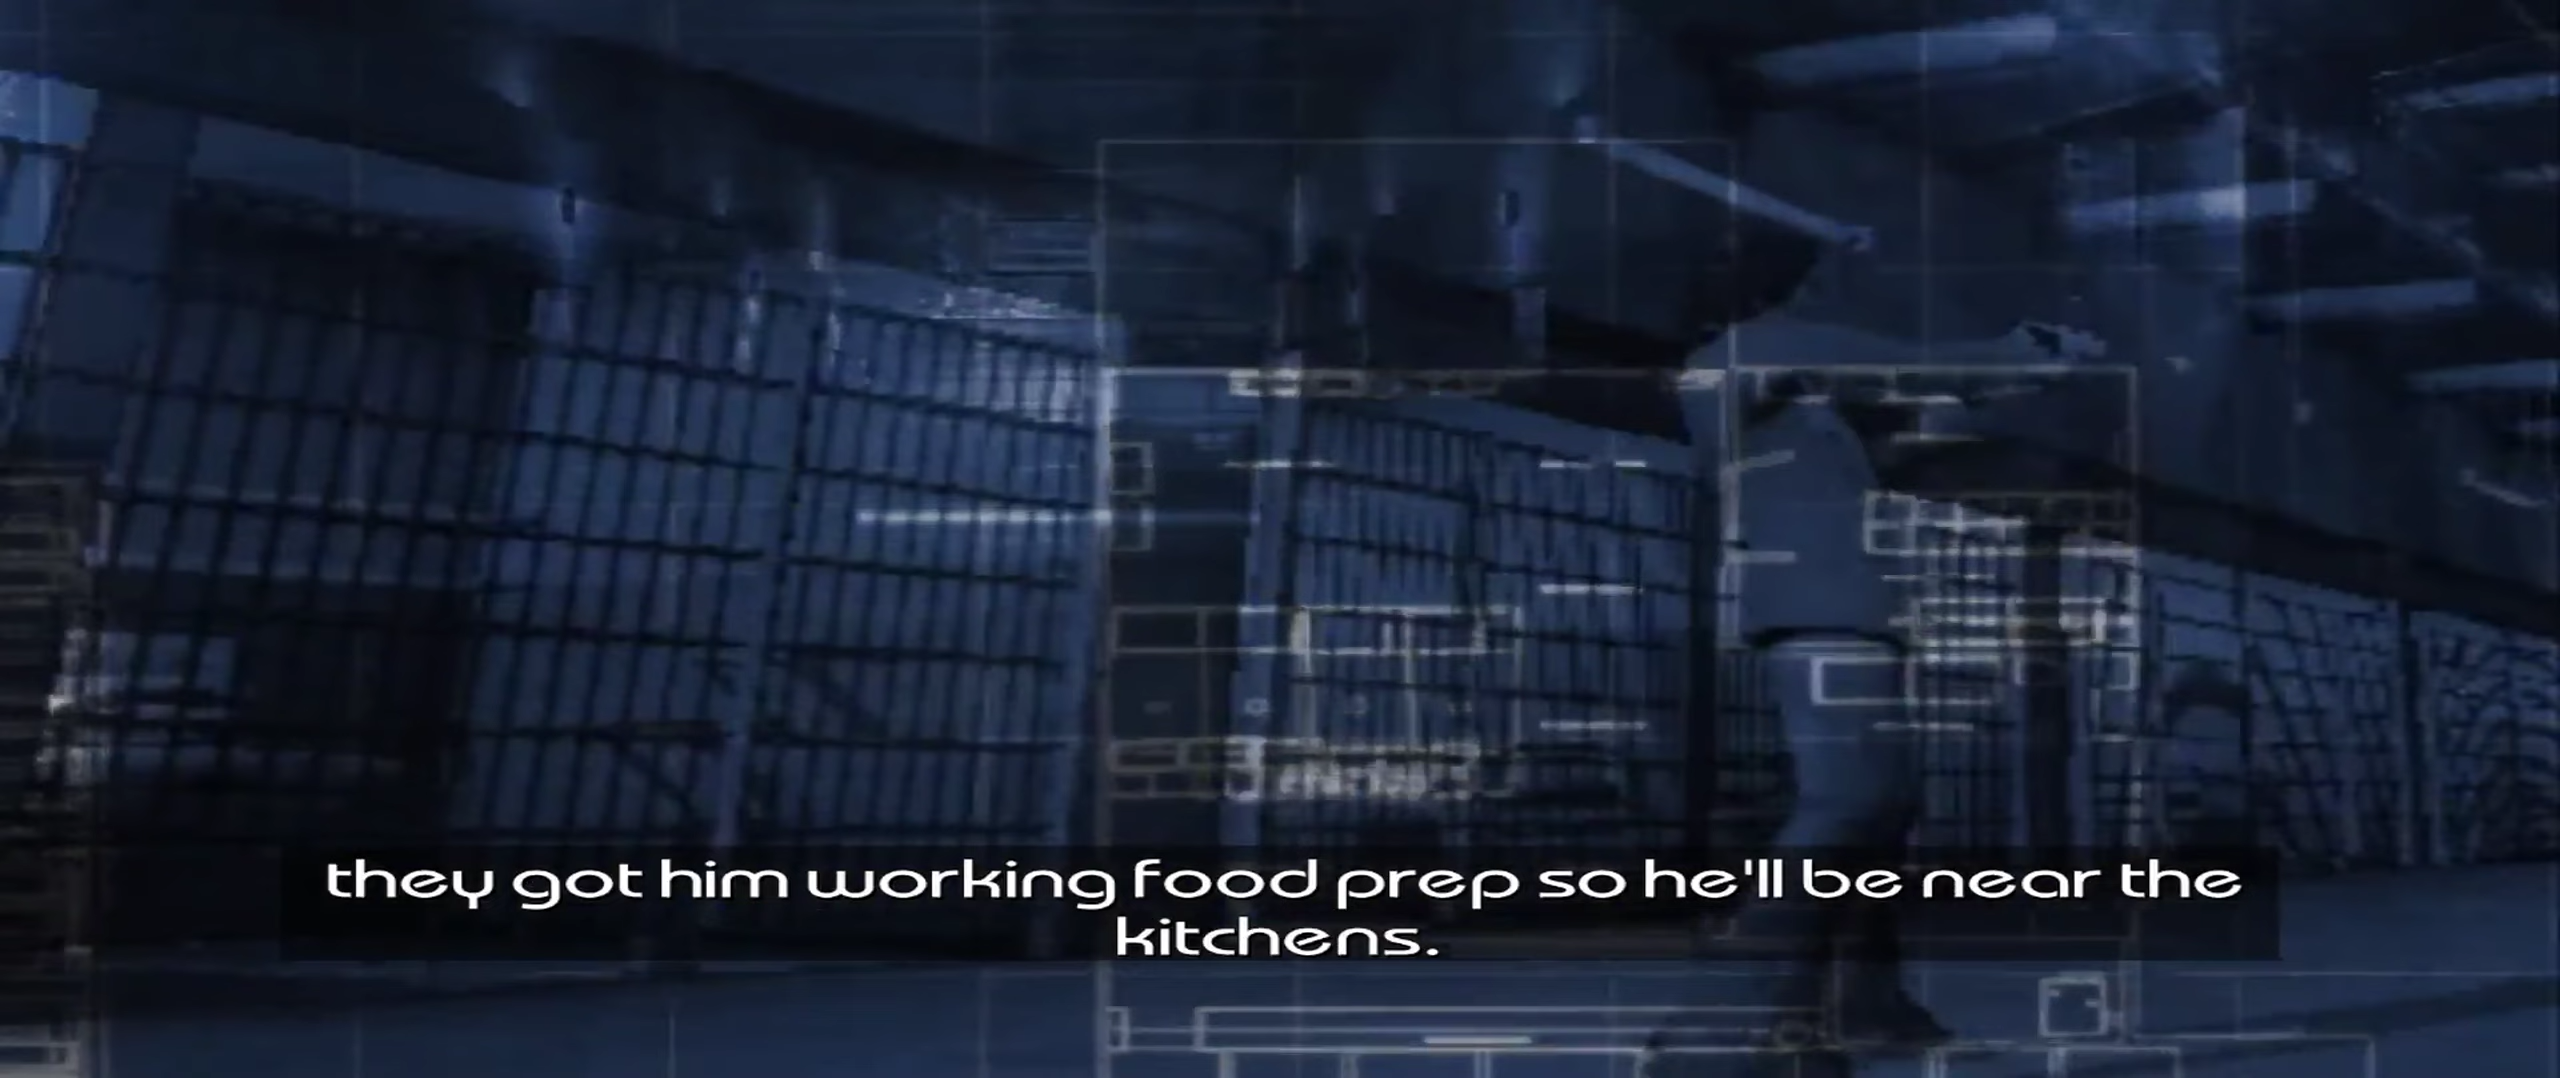 they got him working food prep so he'll be near the
kitchens.